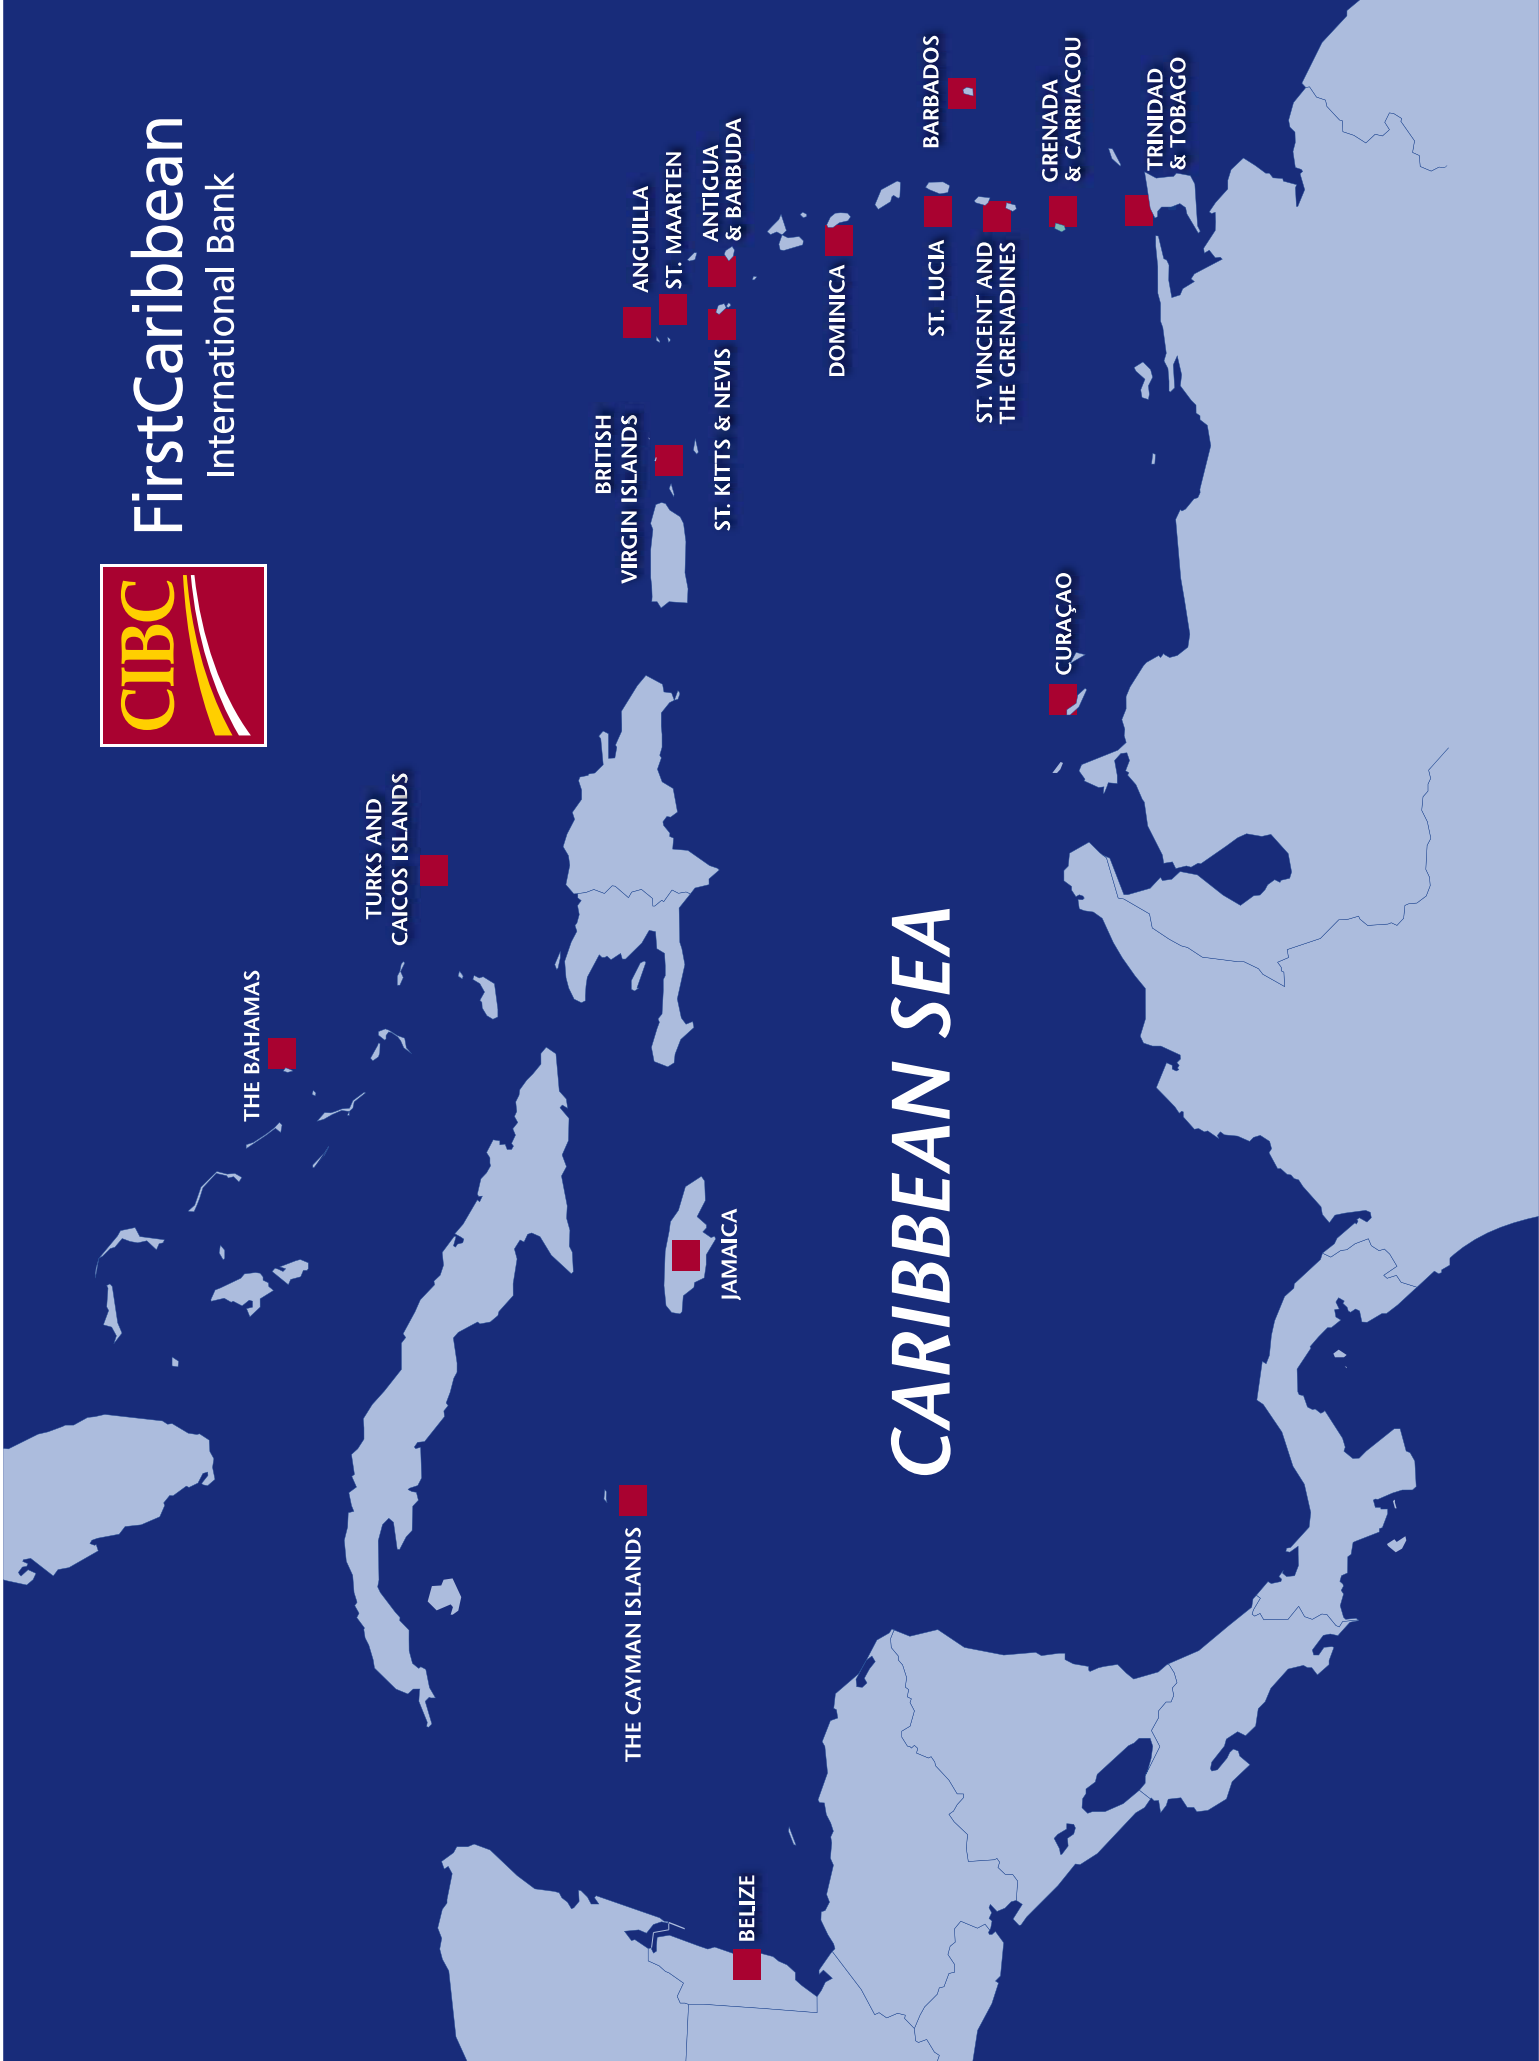 CIBC
FirstCaribbean
International Bank
THE BAHAMAS
TURKS AND
CAICOS ISLANDS
BRITISH
VIRGIN ISLANDS
ANGUILLA
ST. MAARTEN
ANTIGUA
& BARBUDA
ST. KITTS & NEVIS
THE CAYMAN ISLANDS
JAMAICA
BELIZE
DOMINICA
CARIBBEAN SEA
ST. LUCIA
BARBADOS
ST. VINCENT AND
THE GRENADINES
GRENADA
& CARRIACOU
CURAÇAO
TRINIDAD
& TOBAGO